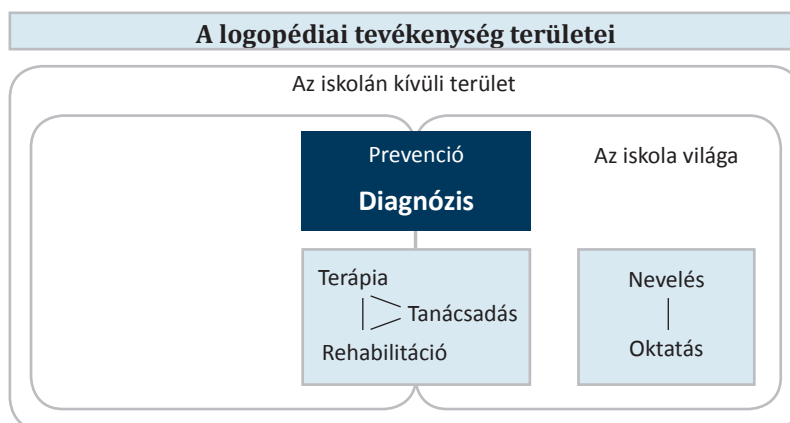 A logopédiai tevékenység területei
Az iskolán kívüli terület
Prevenció
Az iskola világa
Diagnózis
Terápia
Nevelés
Tanácsadás
Rehabilitáció
Oktatás